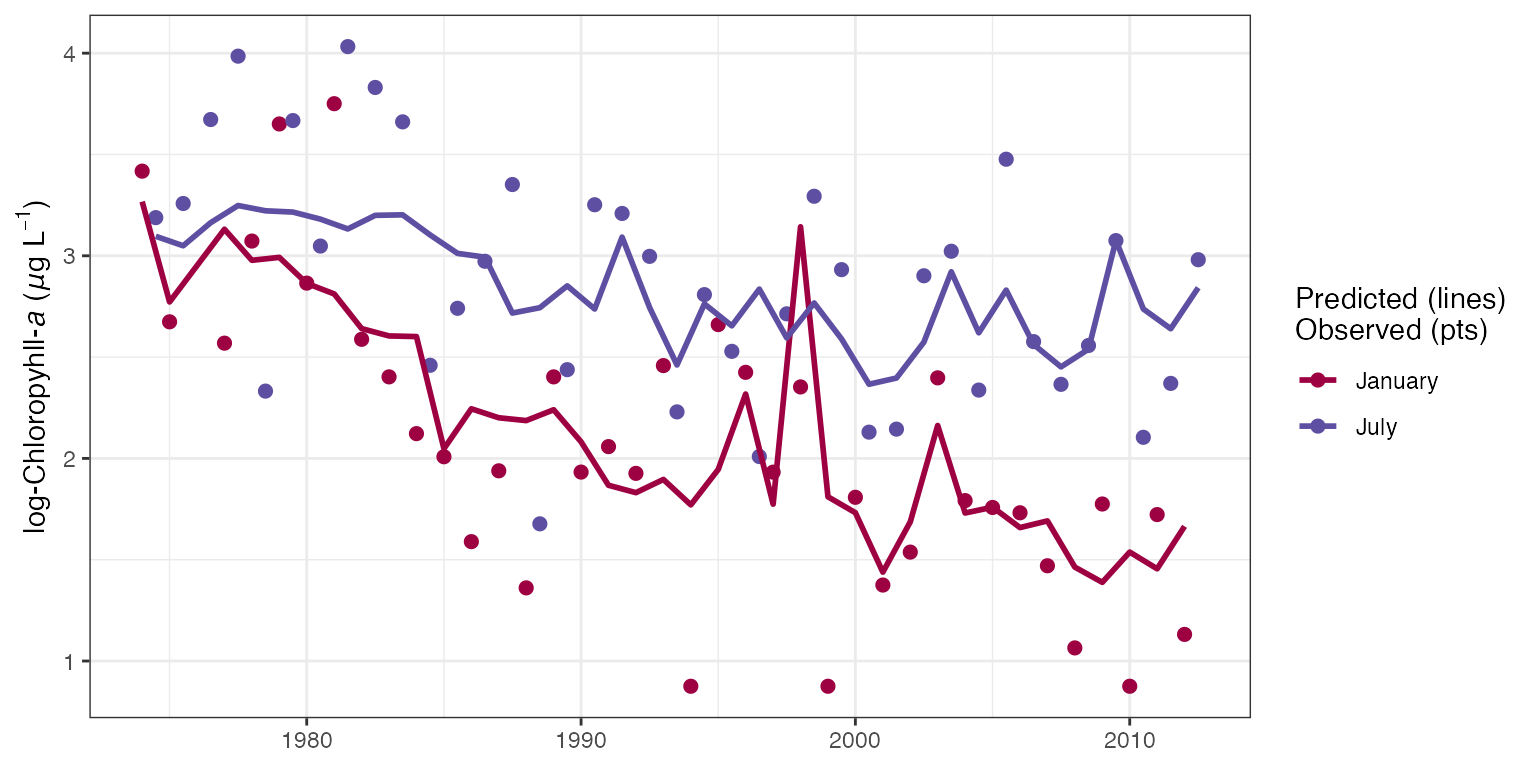 log-Chloropyhll-a (μg L⁻¹)
4
3
2
1
1980 1990 2000 2010
Predicted (lines)
Observed (pts)
January
July